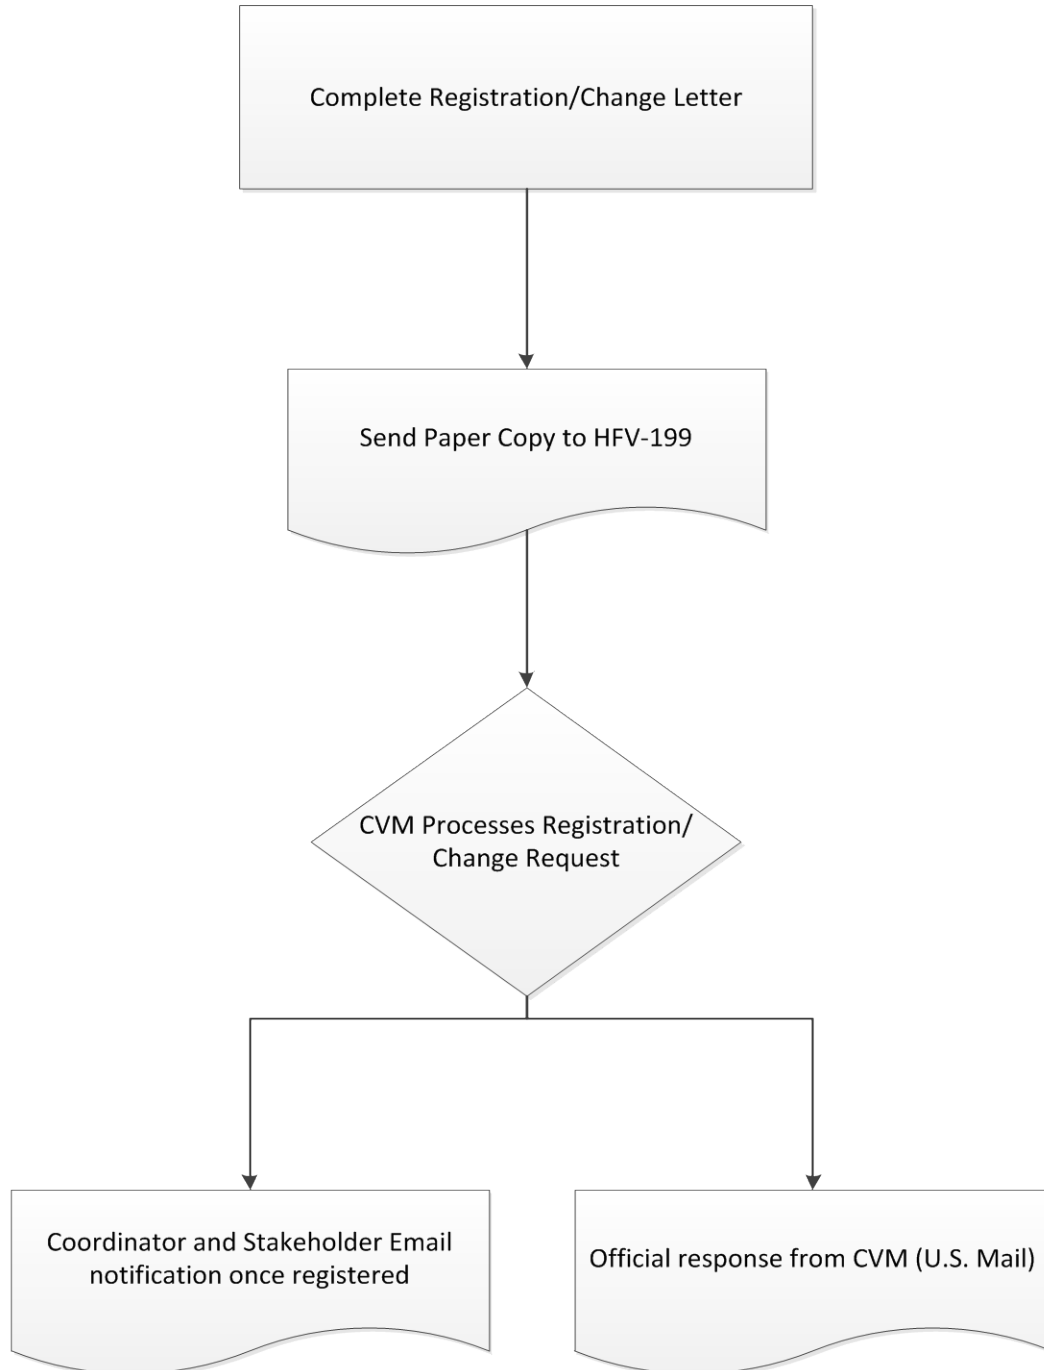 Complete Registration/Change Letter
Send Paper Copy to HFV-199
CVM Processes Registration/
Change Request
Coordinator and Stakeholder Email
notification once registered
Official response from CVM (U.S. Mail)